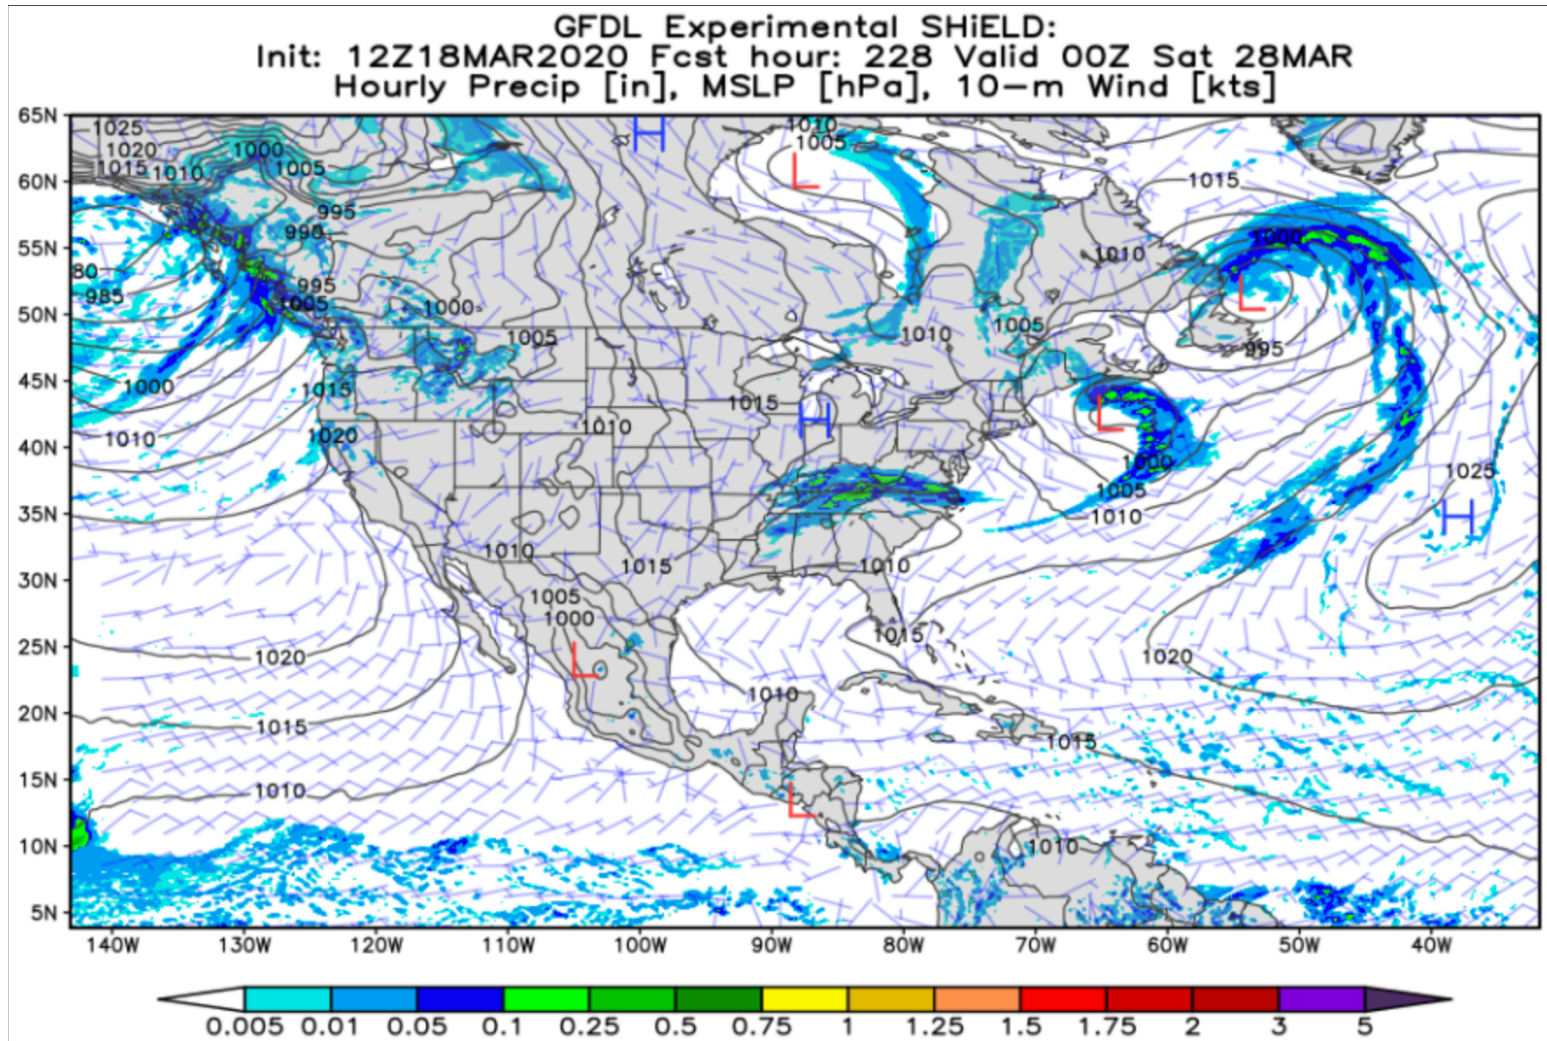 GFDL Experimental SHiELD:
Init: 12Z18MAR2020 Fcst hour: 228 Valid 00Z Sat 28MAR
Hourly Precip [in], MSLP [hPa], 10-m Wind [kts]
65N
1025
1020
1015
1010
1000
1005
H
1010
1005
60N
L
1015
995
55N
990
1010
1000
80
985
995
1005
1000
L
50N
1005
1010
1005
995
45N
1000
1015
1015
H
L
1010
1020
1010
40N
1000
1005
1010
1025
H
35N
1010
1015
1010
30N
1005
1000
1015
25N
1020
L
1020
1010
20N
1015
1015
15N
1010
L
10N
1010
5N
140W 130W 120W 110W 100W 90W 80W 70W 60W 50W 40W
0.005 0.01 0.05 0.1 0.25 0.5 0.75 1 1.25 1.5 1.75 2 3 5